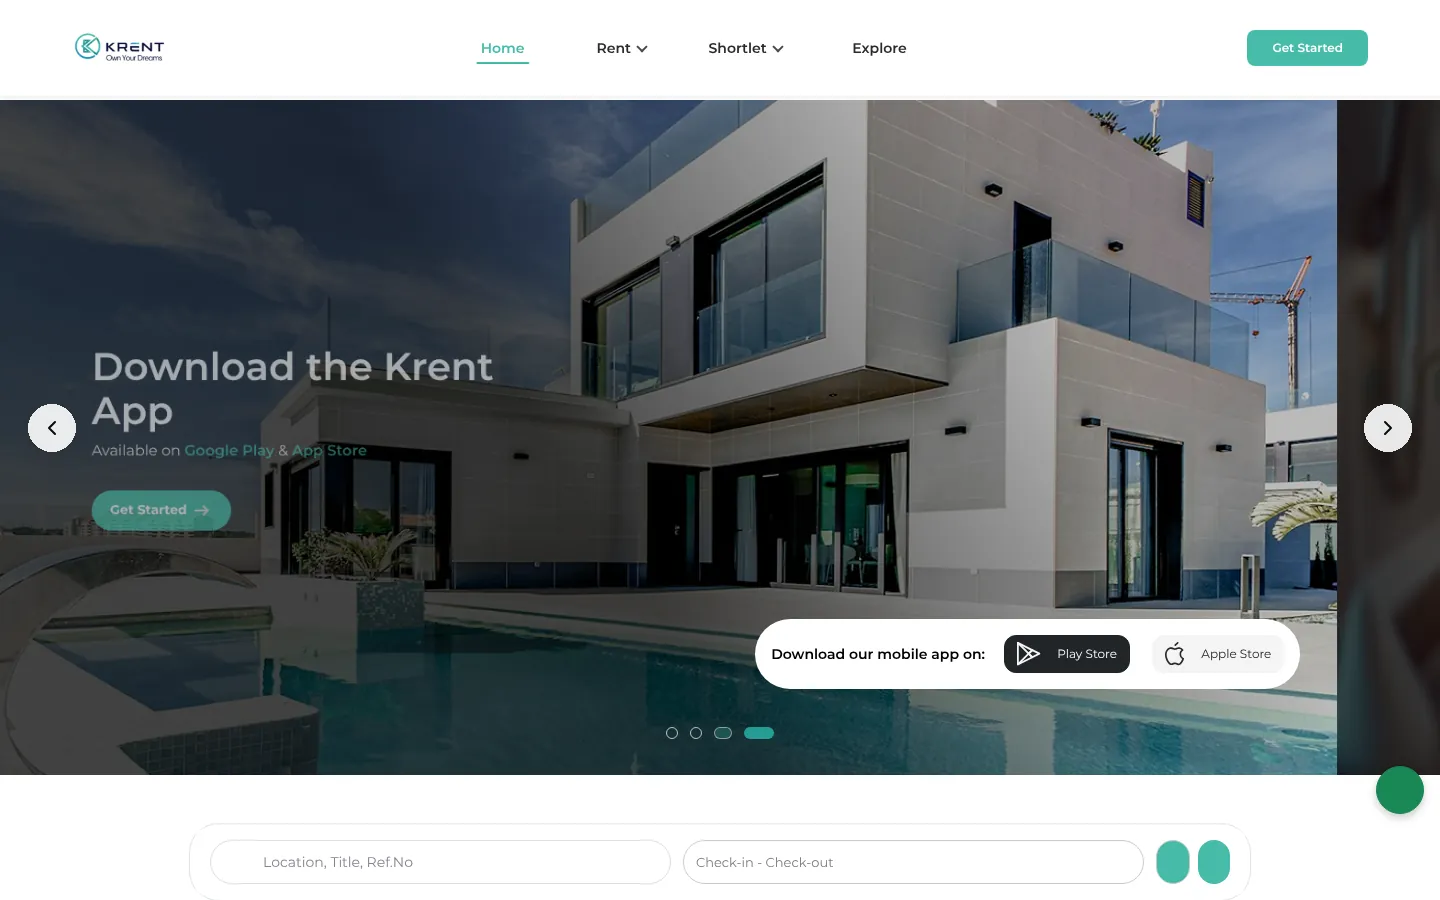 KRENT
Own Your Dreams
Home
Rent
Shortlet
Explore
Get Started
Download the Krent
App
Available on Google Play & App Store
Get Started
Download our mobile app on:
Play Store
Apple Store
Location, Title, Ref.No
Check-in - Check-out